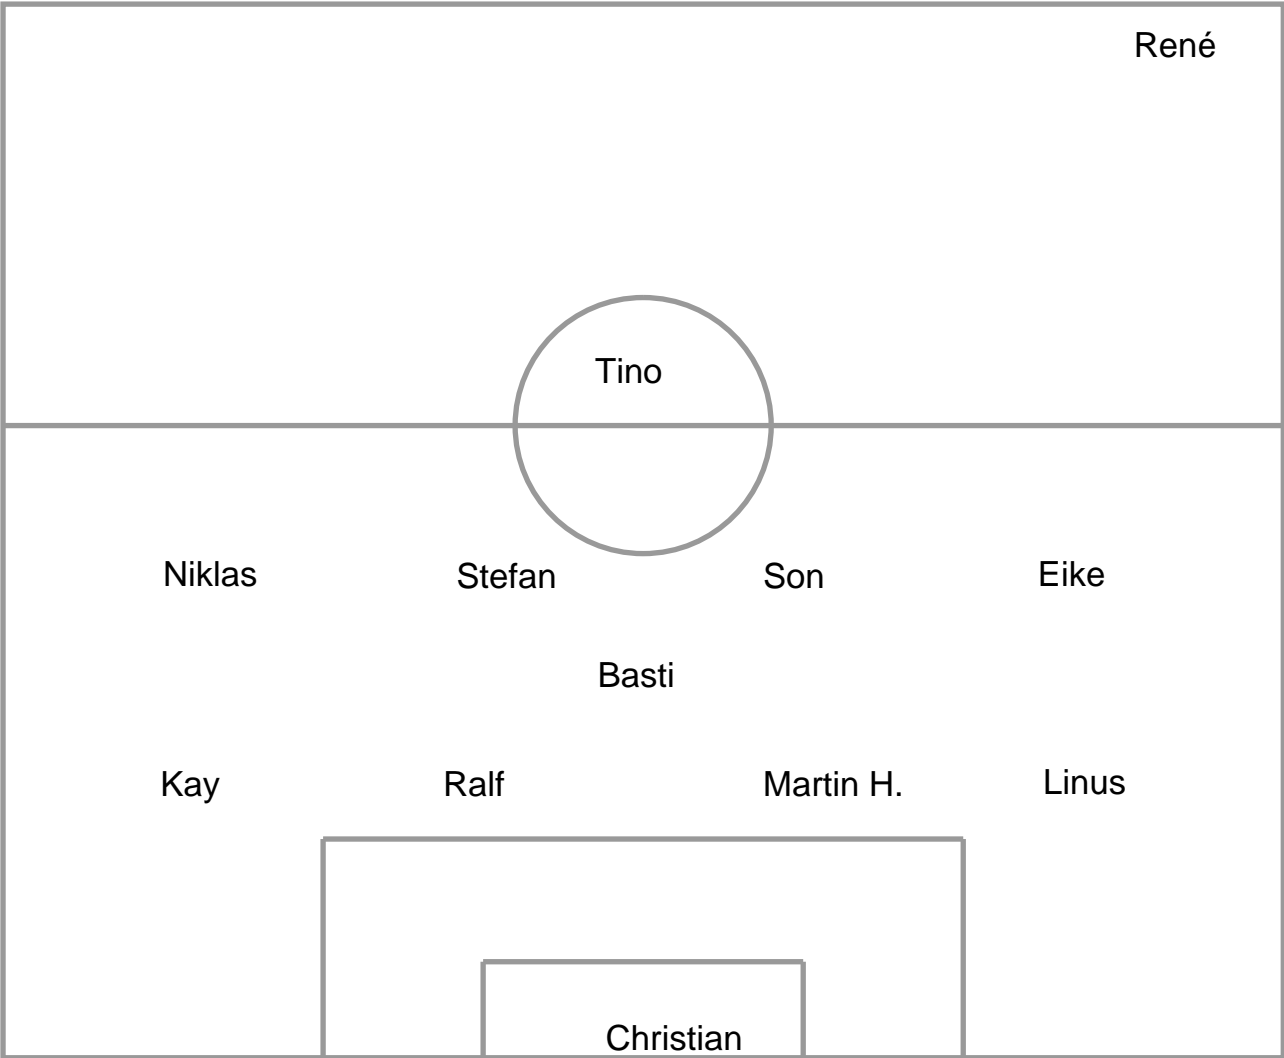 René
Tino
Niklas Stefan Son Eike
Basti
Kay Ralf Martin H. Linus
Christian